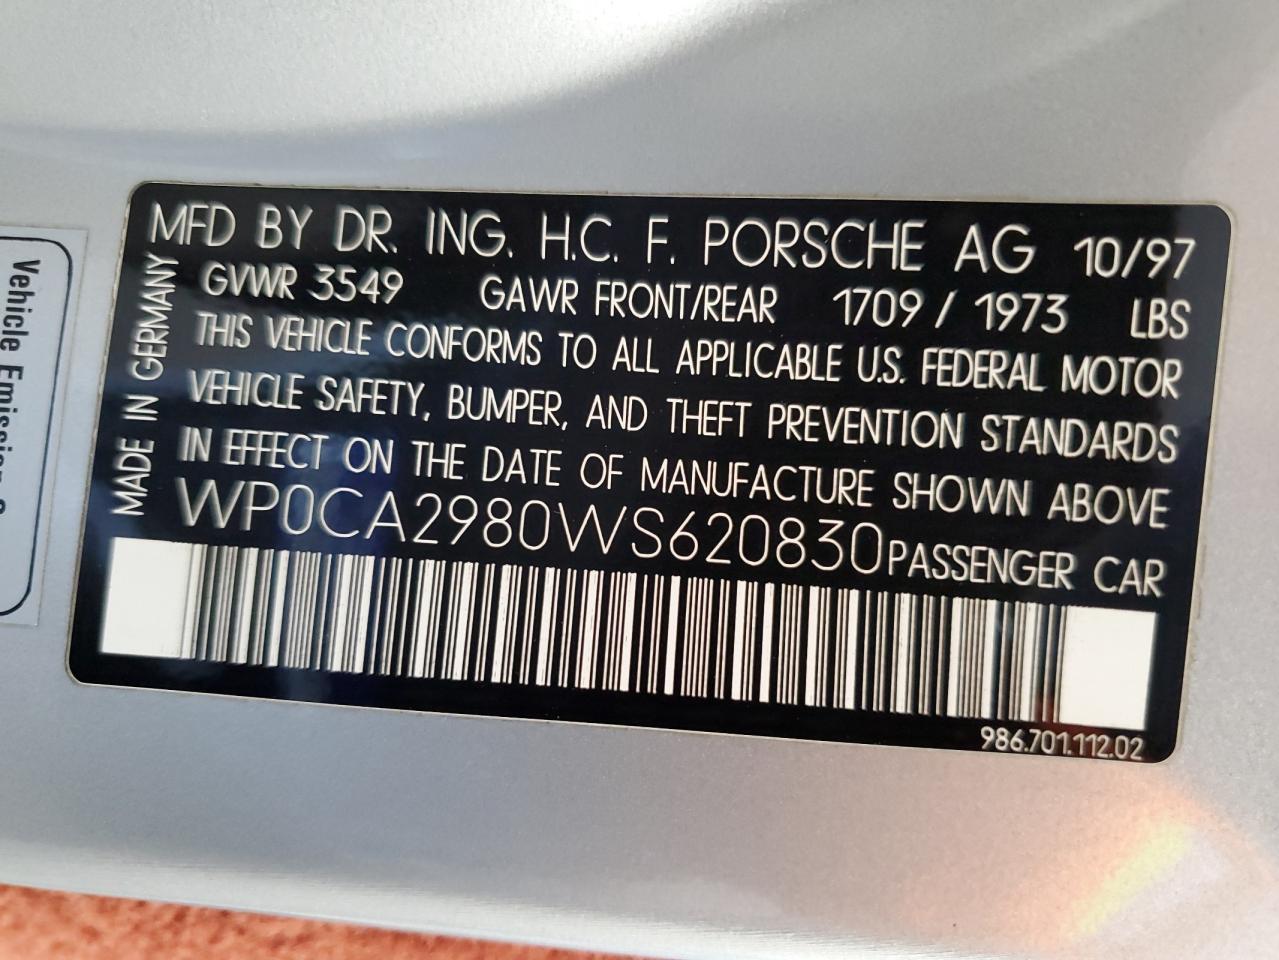 MFD BY DR. ING. H.C. F. PORSCHE AG 10/97
GVWR 3549 GAWR FRONT/REAR 1709 / 1973 LBS
THIS VEHICLE CONFORMS TO ALL APPLICABLE U.S. FEDERAL MOTOR
VEHICLE SAFETY, BUMPER, AND THEFT PREVENTION STANDARDS
IN EFFECT ON THE DATE OF MANUFACTURE SHOWN ABOVE
WP0CA2980WS620830 PASSENGER CAR
986.701.112.02
MADE IN GERMANY
Vehicle Emission